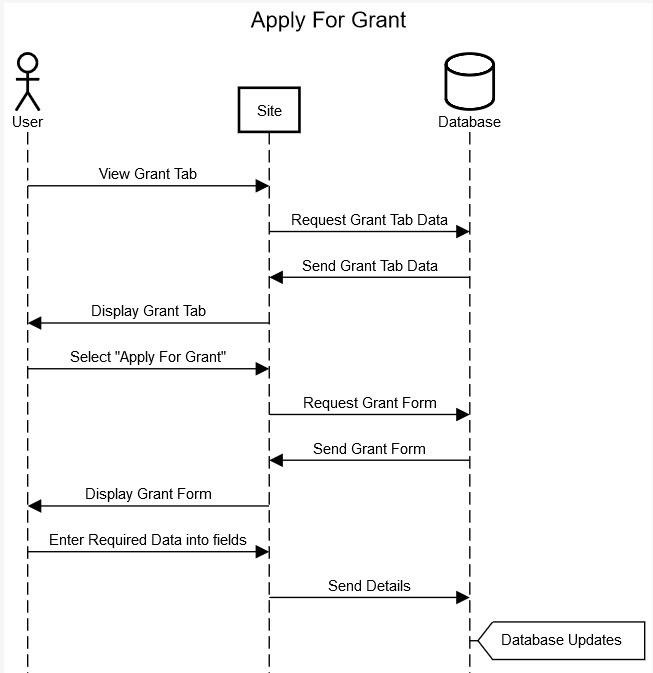 Apply For Grant
User
Site
Database
View Grant Tab
Request Grant Tab Data
Send Grant Tab Data
Display Grant Tab
Select "Apply For Grant"
Request Grant Form
Send Grant Form
Display Grant Form
Enter Required Data into fields
Send Details
Database Updates